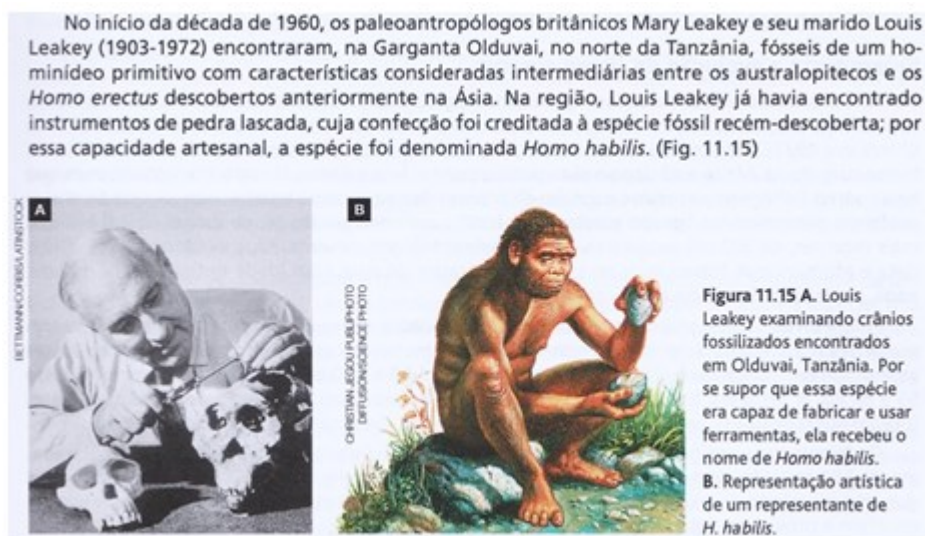 No início da década de 1960, os paleoantropólogos britânicos Mary Leakey e seu marido Louis
Leakey (1903-1972) encontraram, na Garganta Olduvai, no norte da Tanzânia, fósseis de um ho-
minídeo primitivo com características consideradas intermediárias entre os australopitecos e os
Homo erectus descobertos anteriormente na Ásia. Na região, Louis Leakey já havia encontrado
instrumentos de pedra lascada, cuja confecção foi creditada à espécie fóssil recém-descoberta; por
essa capacidade artesanal, a espécie foi denominada Homo habilis. (Fig. 11.15)
BETTMANN/CORBIS/LATINSTOCK
A
CHRISTIAN JEGOU PUBLIPHOTO
DIFFUSION/SCIENCE PHOTO
B
Figura 11.15 A. Louis
Leakey examinando crânios
fossilizados encontrados
em Olduvai, Tanzânia. Por
se supor que essa espécie
era capaz de fabricar e usar
ferramentas, ela recebeu o
nome de Homo habilis.
B. Representação artística
de um representante de
H. habilis.